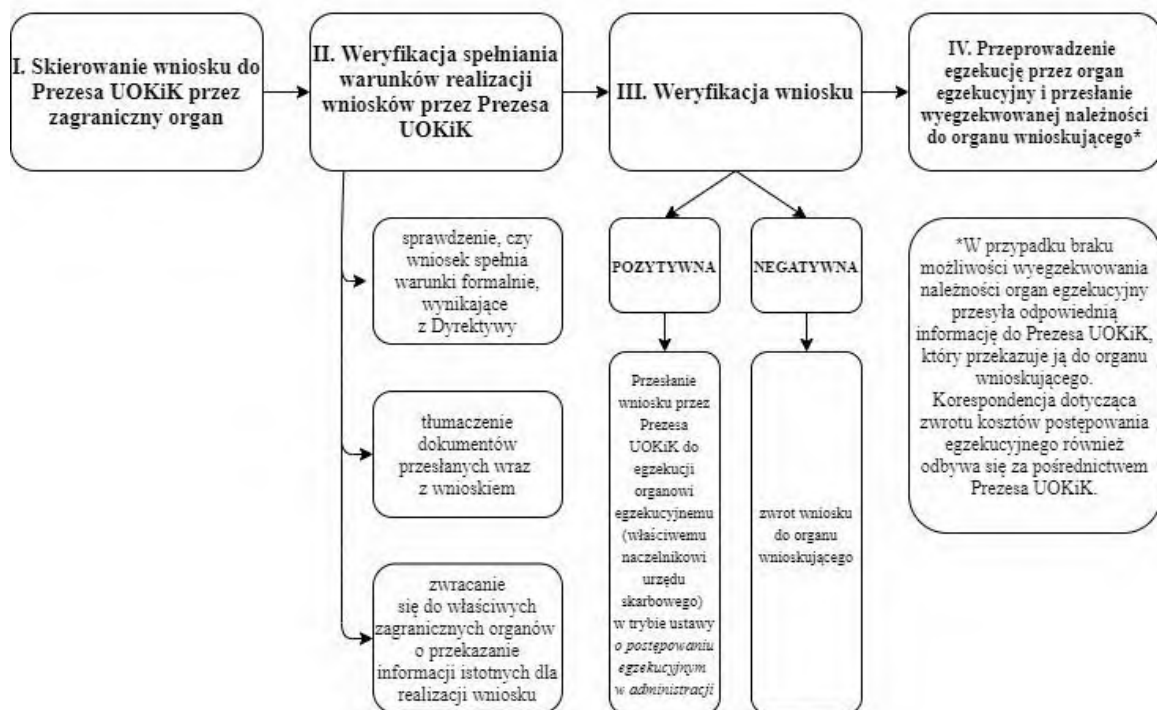 I. Skierowanie wniosku do
Prezesa UOKiK przez
zagraniczny organ
II. Weryfikacja spełniania
warunków realizacji
wniosków przez Prezesa
UOKiK
III. Weryfikacja wniosku
IV. Przeprowadzenie
egzekucję przez organ
egzekucyjny i przesłanie
wyegzekwowanej należności
do organu wnioskującego*
sprawdzenie, czy
wniosek spełnia
warunki formalnie,
wynikające
z Dyrektywy
tłumaczenie
dokumentów
przesłanych wraz
z wnioskiem
zwracanie
się do właściwych
zagranicznych organów
o przekazanie
informacji istotnych dla
realizacji wniosku
POZYTYWNA
NEGATYWNA
Przesłanie
wniosku przez
Prezesa
UOKiK do
egzekucji
organowi
egzekucyjnemu
(właściwemu
naczelnikowi
urzędu
skarbowego)
w trybie ustawy
o postępowaniu
egzekucyjnym
w administracji
zwrot wniosku
do organu
wnioskującego
*W przypadku braku
możliwości wyegzekwowania
należności organ egzekucyjny
przesyła odpowiednią
informację do Prezesa UOKiK,
który przekazuje ją do organu
wnioskującego.
Korespondencja dotycząca
zwrotu kosztów postępowania
egzekucyjnego również
odbywa się za pośrednictwem
Prezesa UOKiK.